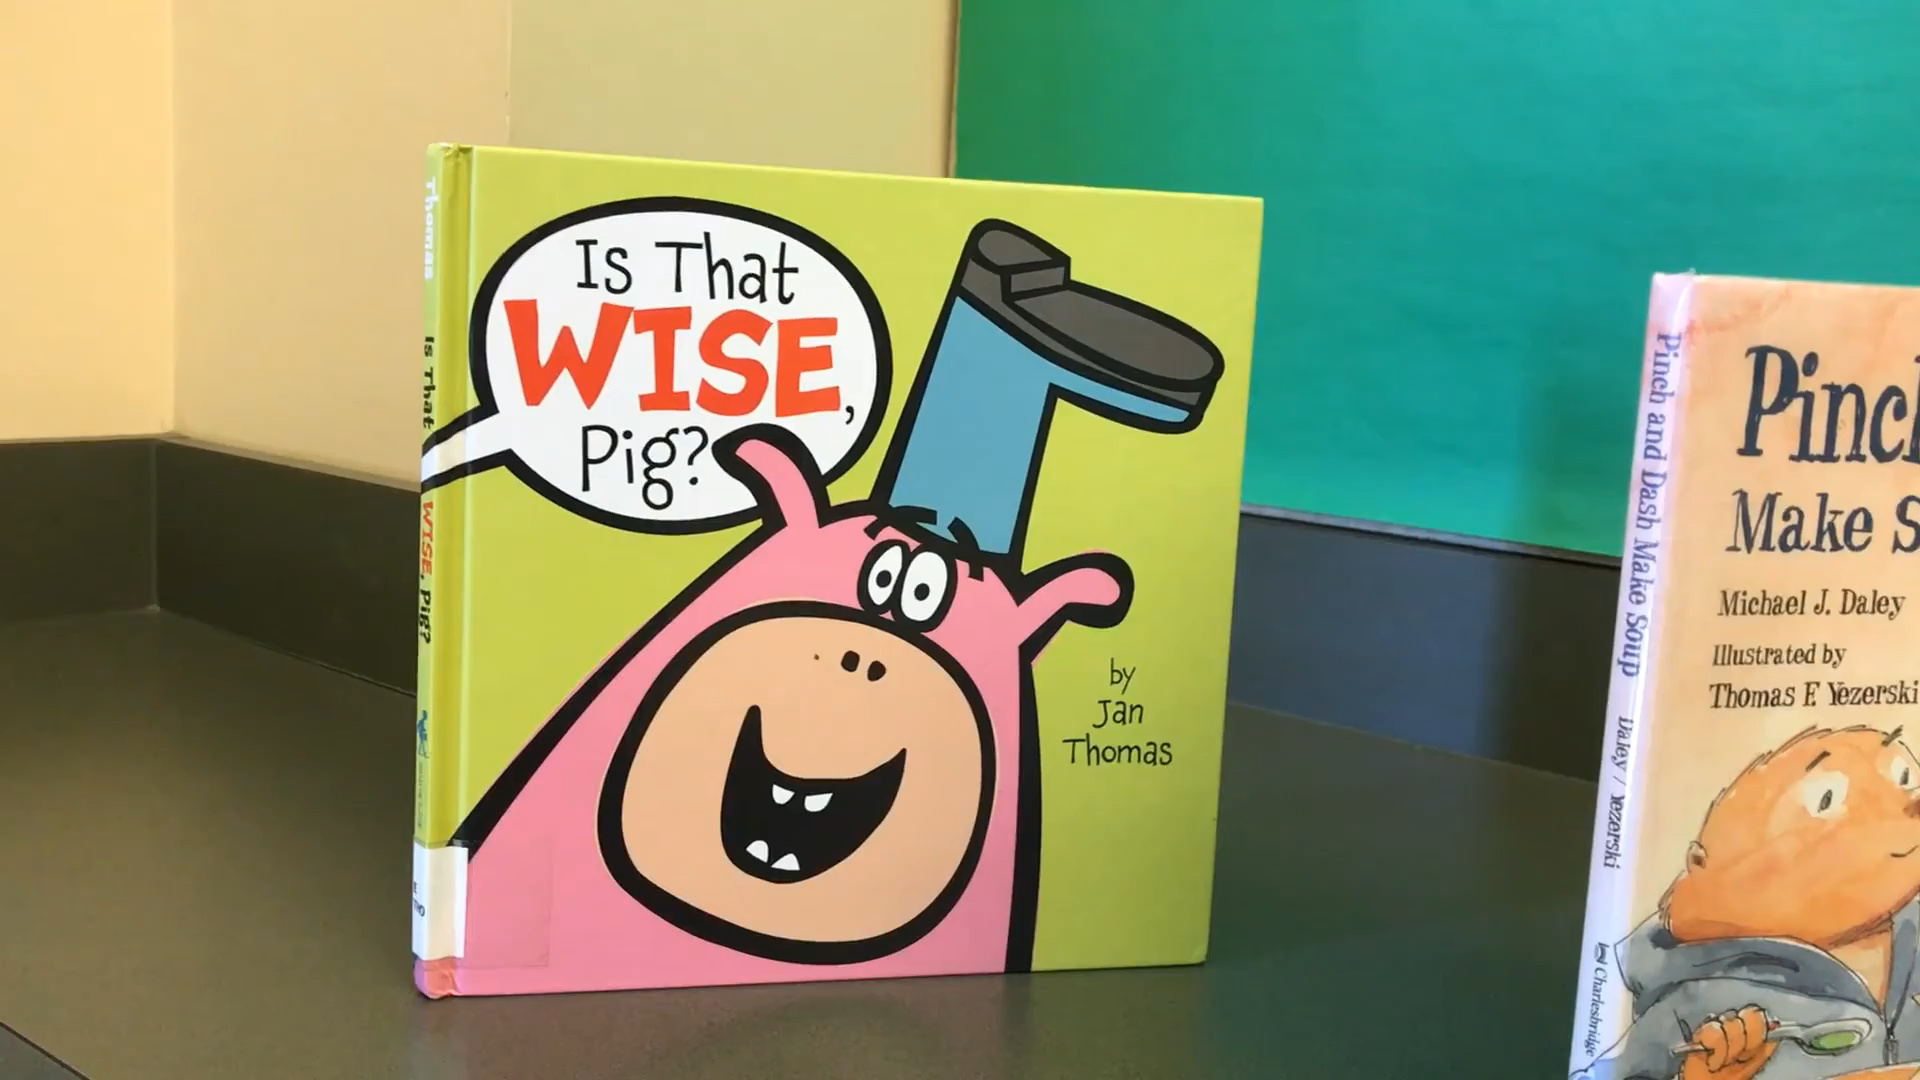 Is That
WISE,
Pig?
by
Jan
Thomas
Thomas
Is That WISE, Pig?
Pinch and Dash Make Soup
Daley / Yezerski
Charlesbridge
Make S
Michael J. Daley
Illustrated by
Thomas F. Yezerski